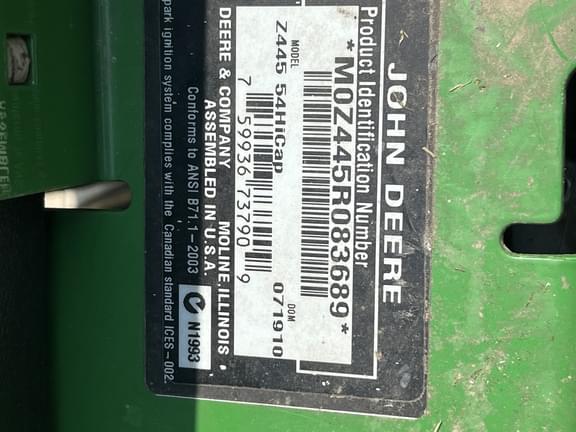 JOHN DEERE
Product Identification Number
*M0Z445R083689*
MODEL
DOM
Z445 54HiCap 071910
7 59936 73790 9
DEERE & COMPANY MOLINE, ILLINOIS
ASSEMBLED IN U.S.A.
Conforms to ANSI B71.1-2003
N1993
park ignition system complies with the Canadian standard ICES-002.